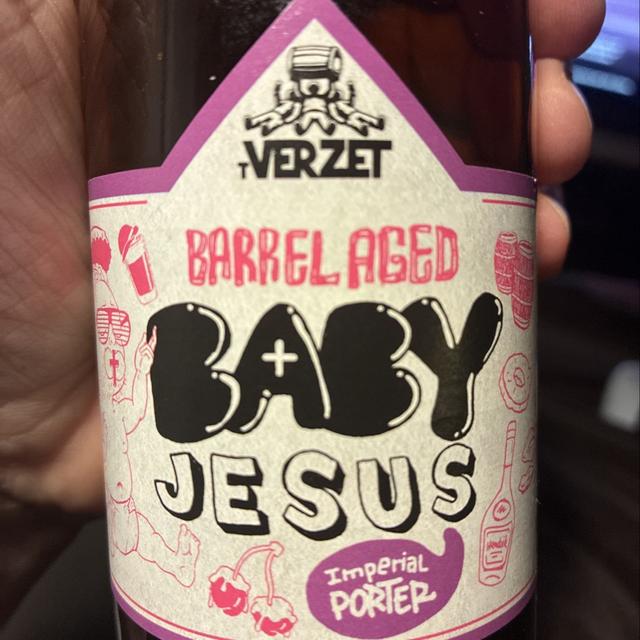 TVERZET
BARREL AGED
BABY
JESUS
Imperial
PORTER